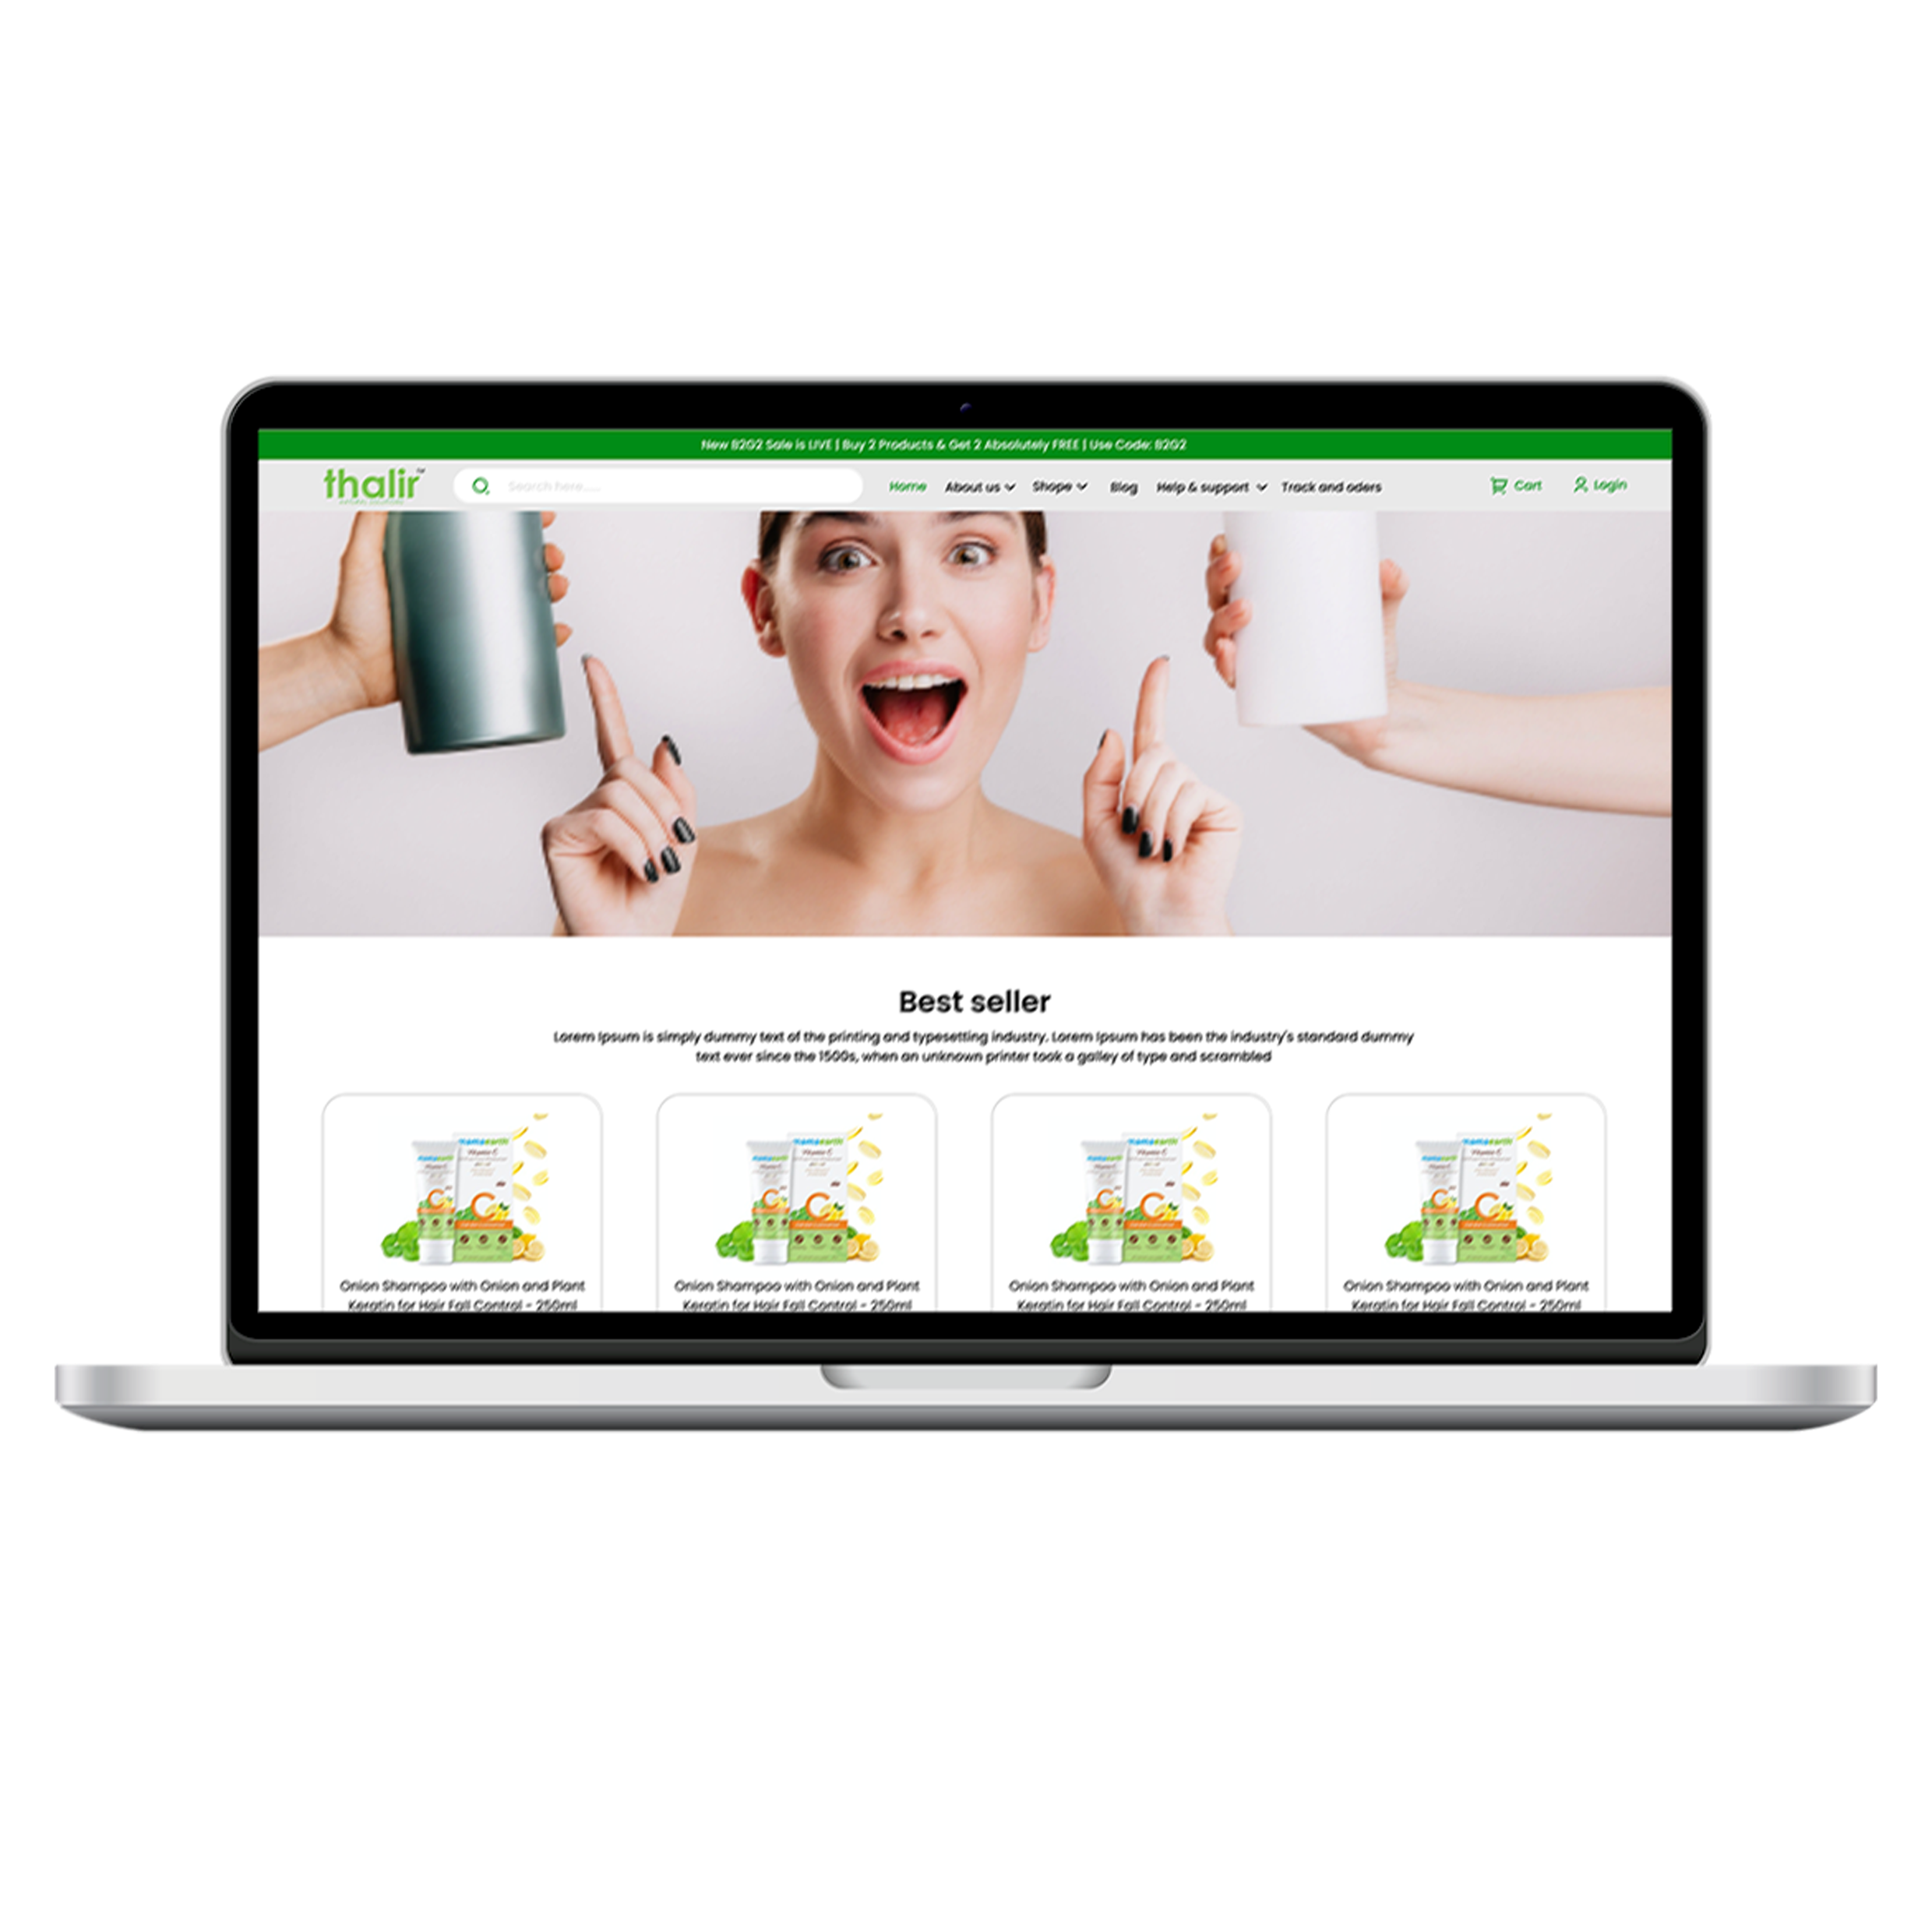 New B2G2 Sale is LIVE | Buy 2 Products & Get 2 Absolutely FREE | Use Code: B2G2
thalir
Search here.....
Home About us Shope Blog Help & support Track and oders Cart Login
Best seller
Lorem Ipsum is simply dummy text of the printing and typesetting industry. Lorem Ipsum has been the industry's standard dummy
text ever since the 1500s, when an unknown printer took a galley of type and scrambled
mamaearth mamaearth mamaearth mamaearth
Vitamin C Vitamin C Vitamin C Vitamin C
C C C C
Onion Shampoo with Onion and Plant
Keratin for Hair Fall Control - 250ml
Onion Shampoo with Onion and Plant
Keratin for Hair Fall Control - 250ml
Onion Shampoo with Onion and Plant
Keratin for Hair Fall Control - 250ml
Onion Shampoo with Onion and Plant
Keratin for Hair Fall Control - 250ml